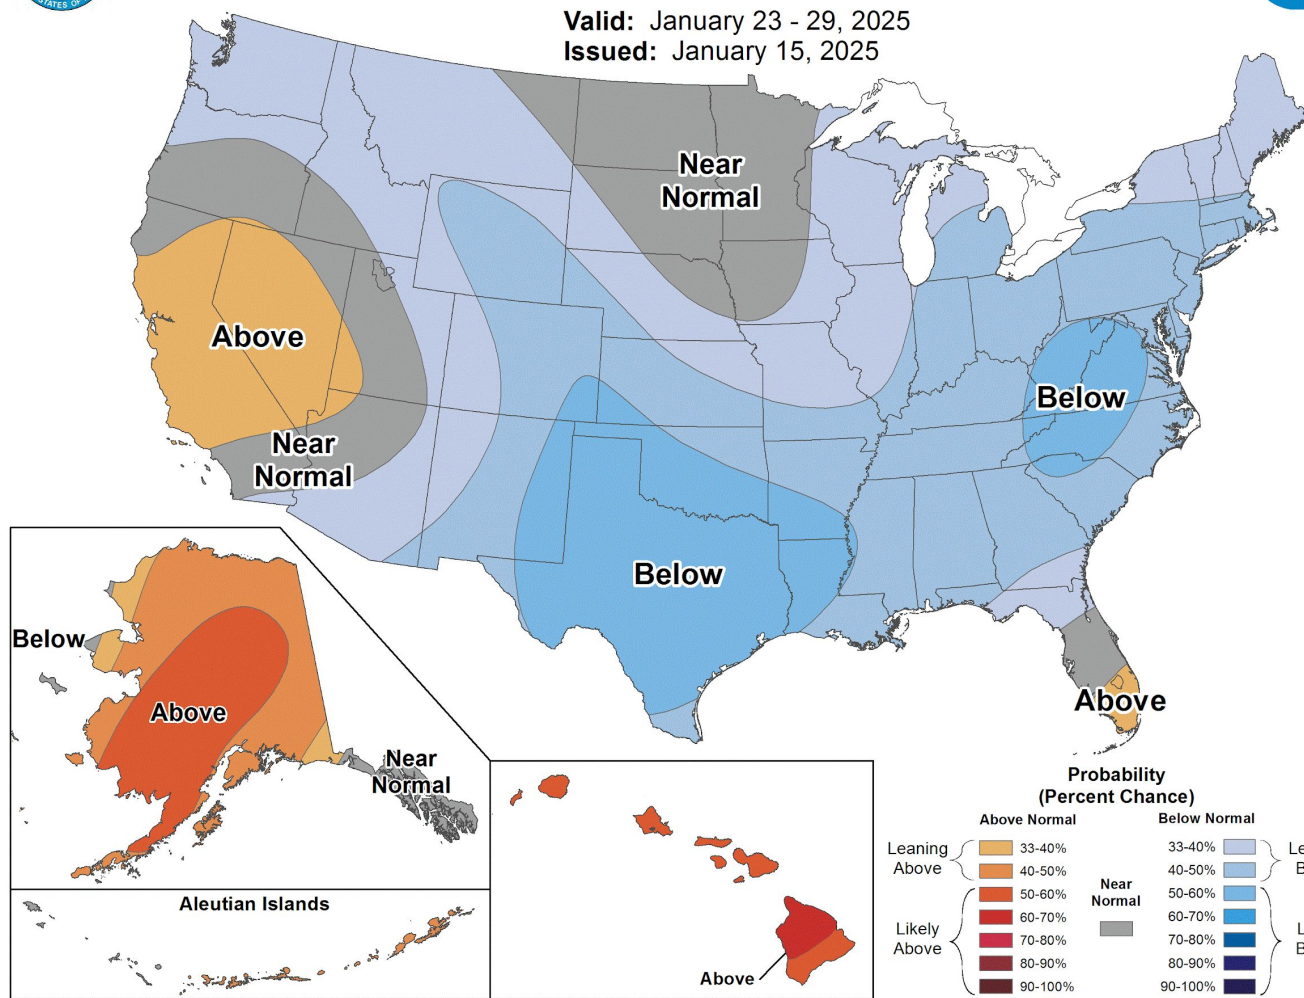 STATES OF
Valid: January 23 - 29, 2025
Issued: January 15, 2025
Near
Normal
Above
Near
Normal
Below
Below
Above
Below
Above
Near
Normal
Aleutian Islands
Above
Probability
(Percent Chance)
Above Normal
Below Normal
Leaning
Above
33-40%
40-50%
Likely
Above
50-60%
60-70%
70-80%
80-90%
90-100%
Near
Normal
33-40%
40-50%
50-60%
60-70%
70-80%
80-90%
90-100%